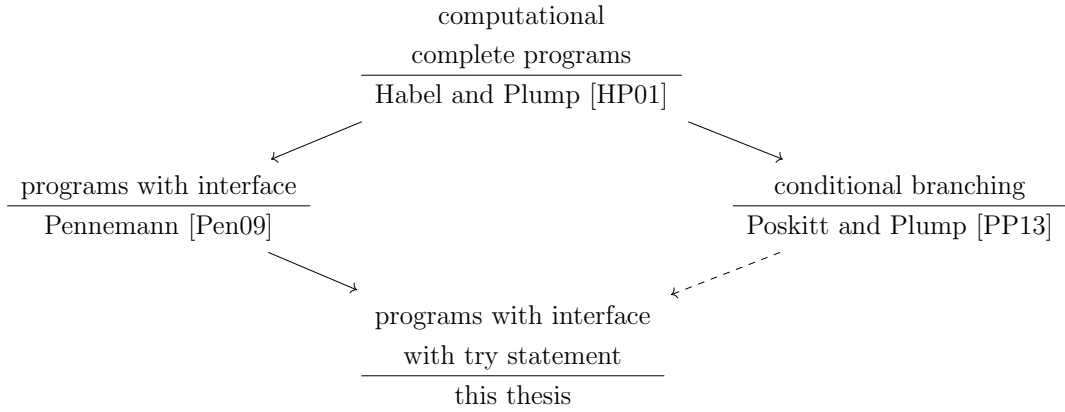 computational
complete programs
Habel and Plump [HP01]
programs with interface
Pennemann [Pen09]
conditional branching
Poskitt and Plump [PP13]
programs with interface
with try statement
this thesis